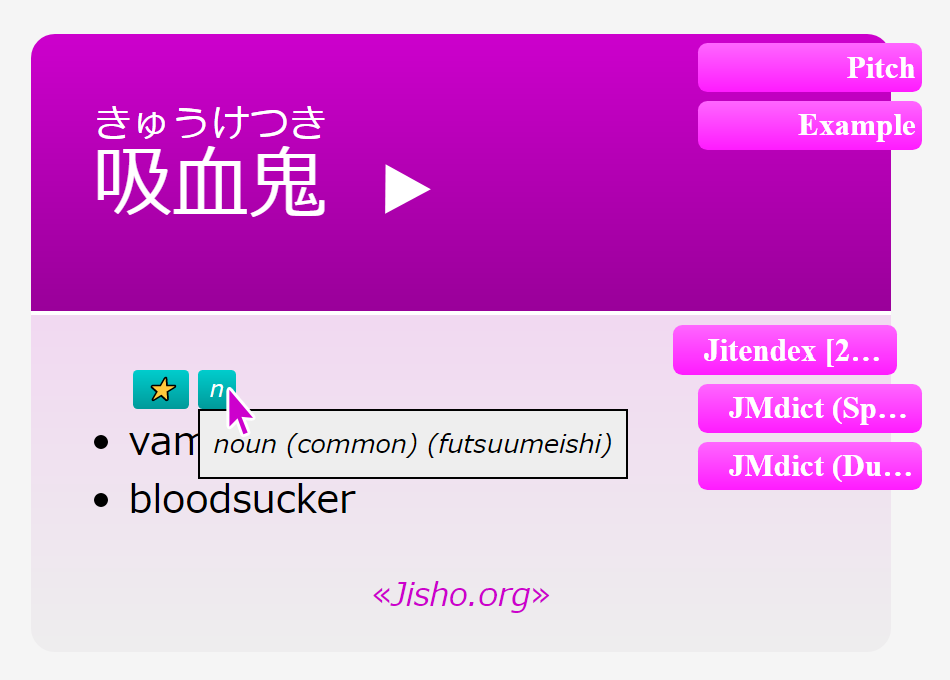 きゅうけつき
吸血鬼
Pitch
Example
Jitendex [2…
JMdict (Sp…
JMdict (Du…
n
vam
noun (common) (futsuumeishi)
bloodsucker
«Jisho.org»